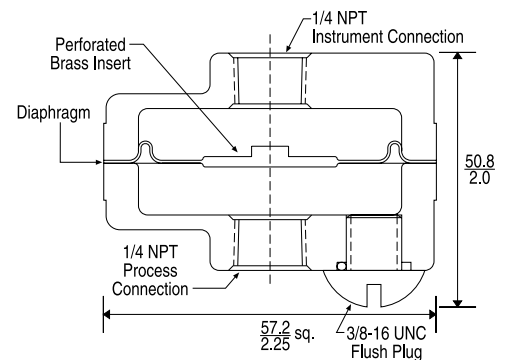 1/4 NPT
Instrument Connection
Perforated
Brass Insert
Diaphragm
50.8
2.0
1/4 NPT
Process
Connection
57.2 sq.
2.25
3/8-16 UNC
Flush Plug